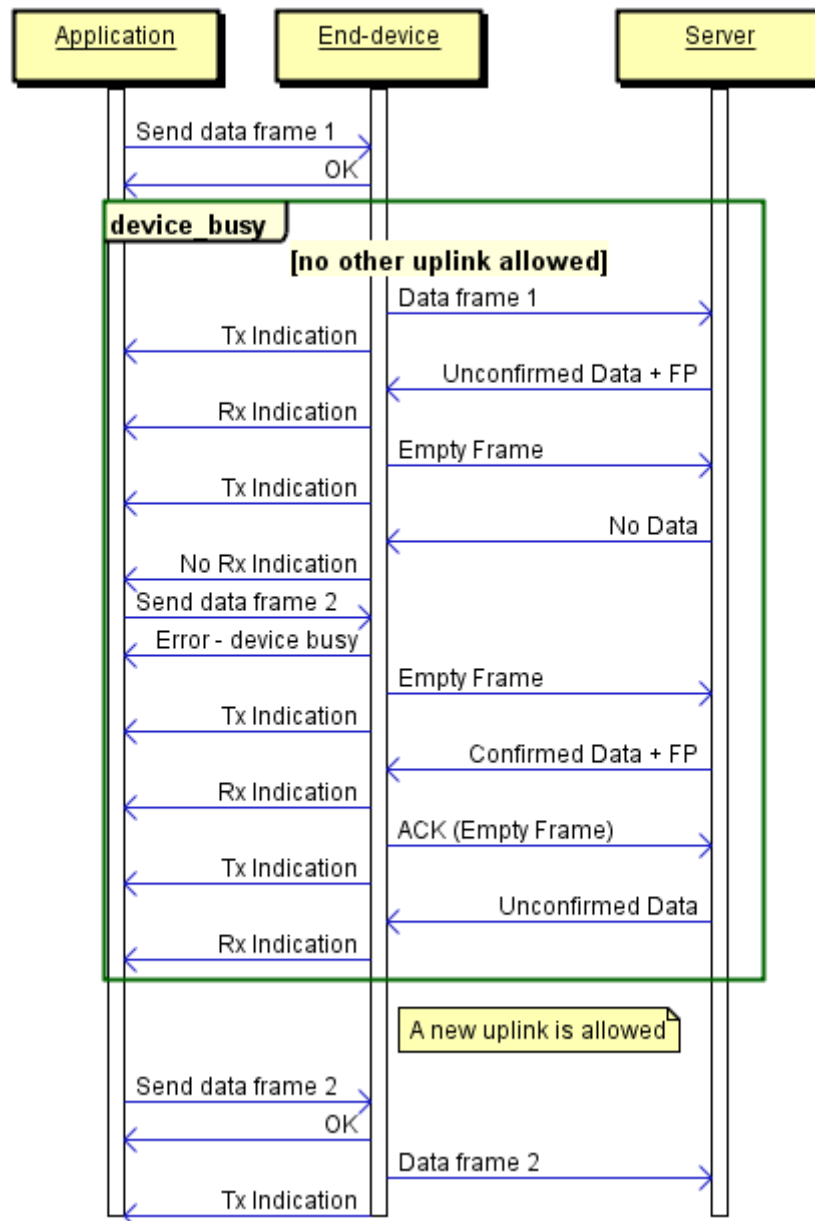 Application
End-device
Server
Send data frame 1
OK
device_busy
[no other uplink allowed]
Data frame 1
Tx Indication
Unconfirmed Data + FP
Rx Indication
Empty Frame
Tx Indication
No Data
No Rx Indication
Send data frame 2
Error - device busy
Empty Frame
Tx Indication
Confirmed Data + FP
Rx Indication
ACK (Empty Frame)
Tx Indication
Unconfirmed Data
Rx Indication
A new uplink is allowed
Send data frame 2
OK
Data frame 2
Tx Indication